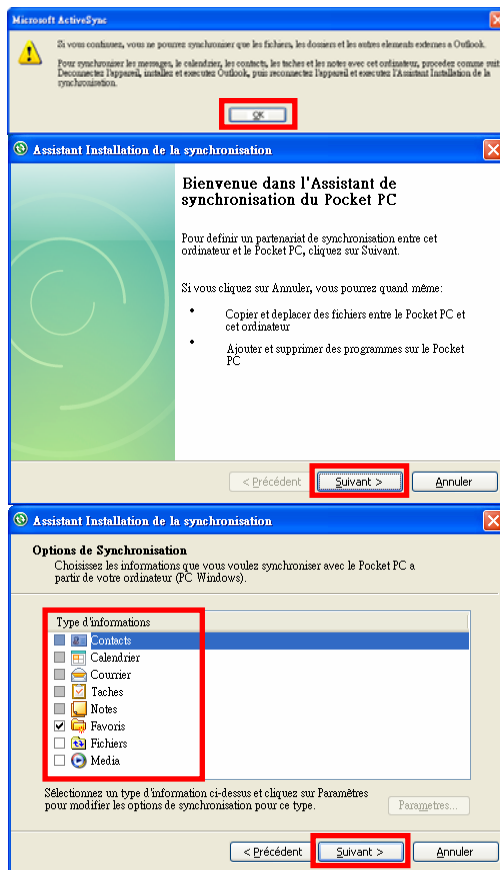 Microsoft ActiveSync
Si vous continuez, vous ne pourrez synchroniser que les fichiers, les dossiers et les autres elements externes a Outlook.
Pour synchroniser les messages, le calendrier, les contacts, les taches et les notes avec cet ordinateur, procedez comme suit
Deconnectez l'appareil, installez et executez Outlook, puis reconnectez l'appareil et executez l'Assistant Installation de la
synchronisation.
OK
Assistant Installation de la synchronisation
Bienvenue dans l'Assistant de
synchronisation du Pocket PC
Pour definir un partenariat de synchronisation entre cet
ordinateur et le Pocket PC, cliquez sur Suivant.
Si vous cliquez sur Annuler, vous pourrez quand même:
• Copier et deplacer des fichiers entre le Pocket PC et
cet ordinateur
• Ajouter et supprimer des programmes sur le Pocket
PC
< Précédent Suivant > Annuler
Assistant Installation de la synchronisation
Options de Synchronisation
Choisissez les informations que vous voulez synchroniser avec le Pocket PC a
partir de votre ordinateur (PC Windows).
Type d'informations
Contacts
Calendrier
Courrier
Taches
Notes
Favoris
Fichiers
Media
Sélectionnez un type d'information ci-dessus et cliquez sur Paramètres
pour modifier les options de synchronisation pour ce type.
Parametres...
< Précédent Suivant > Annuler